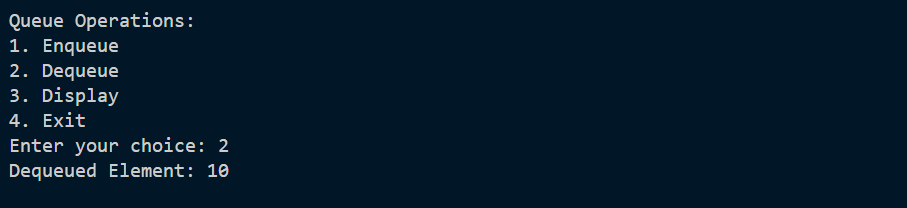 Queue Operations:
1. Enqueue
2. Dequeue
3. Display
4. Exit
Enter your choice: 2
Dequeued Element: 10